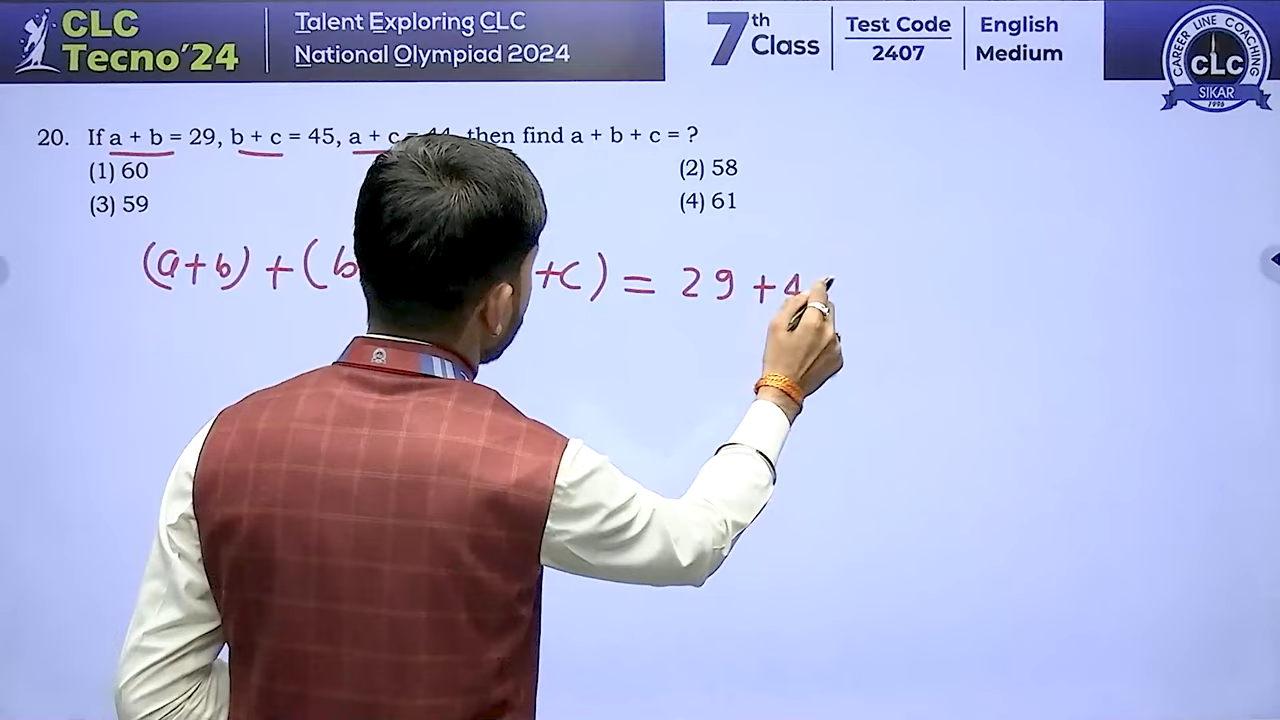 CLC
Tecno'24
Talent Exploring CLC
National Olympiad 2024
7th Class
Test Code
2407
English
Medium
CAREER LINE COACHING
CLC
SIKAR
1996
20. If a + b = 29, b + c = 45, a + c = 44, then find a + b + c = ?
(1) 60 (2) 58
(3) 59 (4) 61
(a+b) + (b +c) = 29 + 4